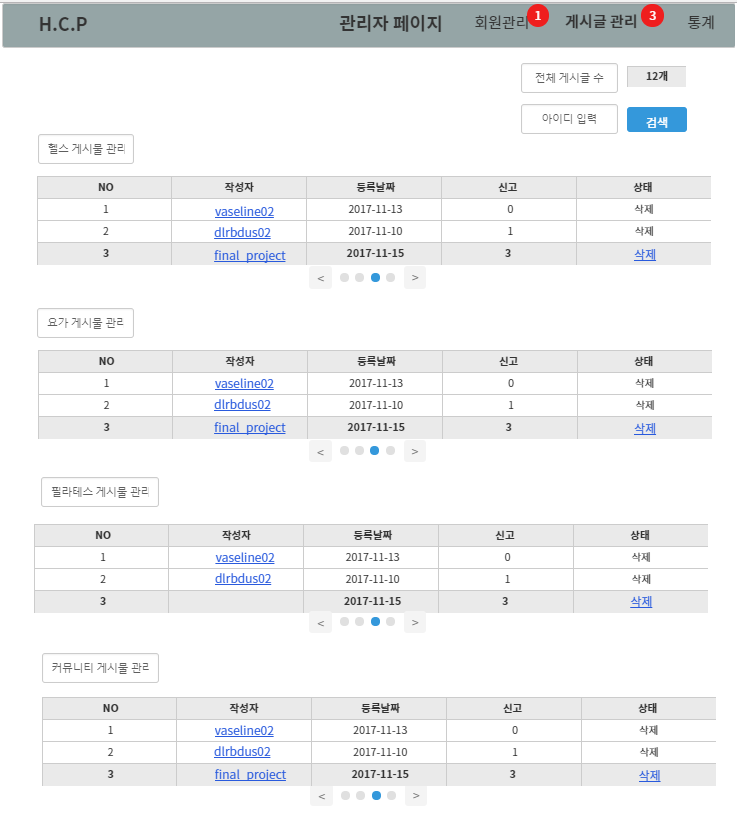 H.C.P 관리자 페이지 회원관리 1 게시글 관리 3 통계
전체 게시글 수 12개
아이디 입력 검색
헬스 게시물 관리
NO 작성자 등록날짜 신고 상태
1 vaseline02 2017-11-13 0 삭제
2 dlrbdus02 2017-11-10 1 삭제
3 final_project 2017-11-15 3 삭제
< >
요가 게시물 관리
NO 작성자 등록날짜 신고 상태
1 vaseline02 2017-11-13 0 삭제
2 dlrbdus02 2017-11-10 1 삭제
3 final_project 2017-11-15 3 삭제
< >
필라테스 게시물 관리
NO 작성자 등록날짜 신고 상태
1 vaseline02 2017-11-13 0 삭제
2 dlrbdus02 2017-11-10 1 삭제
3 2017-11-15 3 삭제
< >
커뮤니티 게시물 관리
NO 작성자 등록날짜 신고 상태
1 vaseline02 2017-11-13 0 삭제
2 dlrbdus02 2017-11-10 1 삭제
3 final_project 2017-11-15 3 삭제
< >